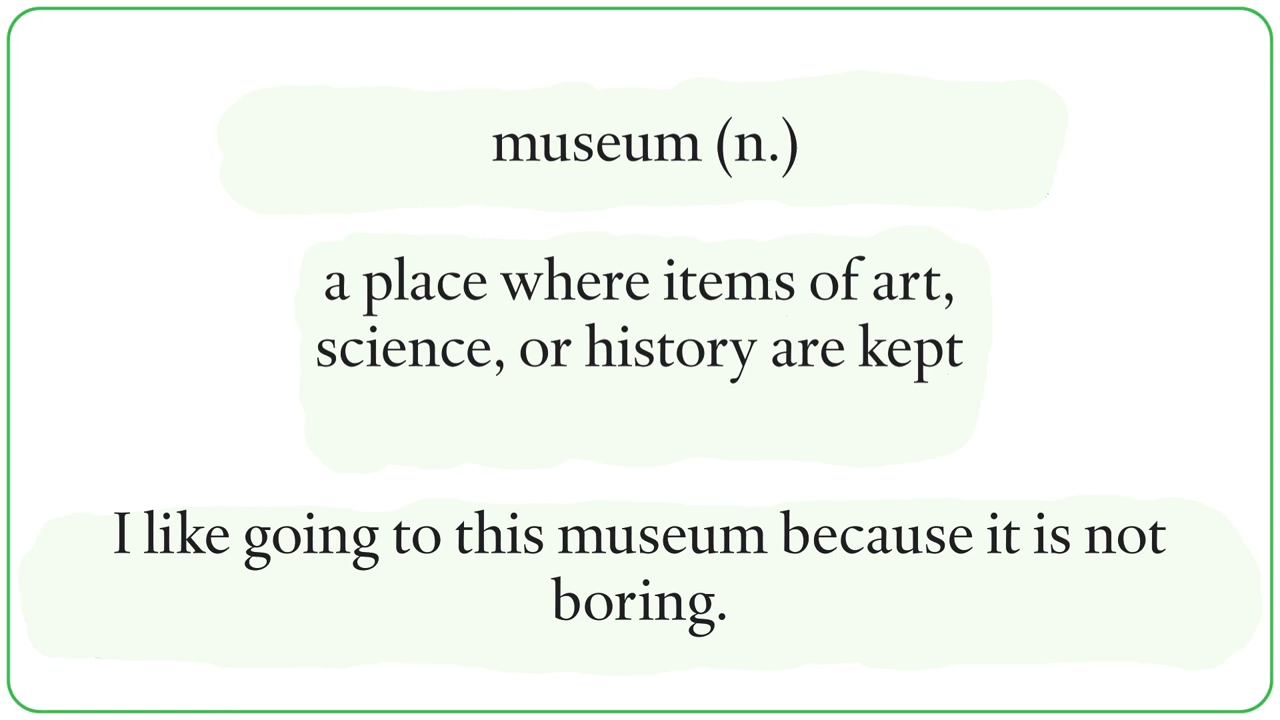 museum (n.)
a place where items of art,
science, or history are kept
I like going to this museum because it is not
boring.